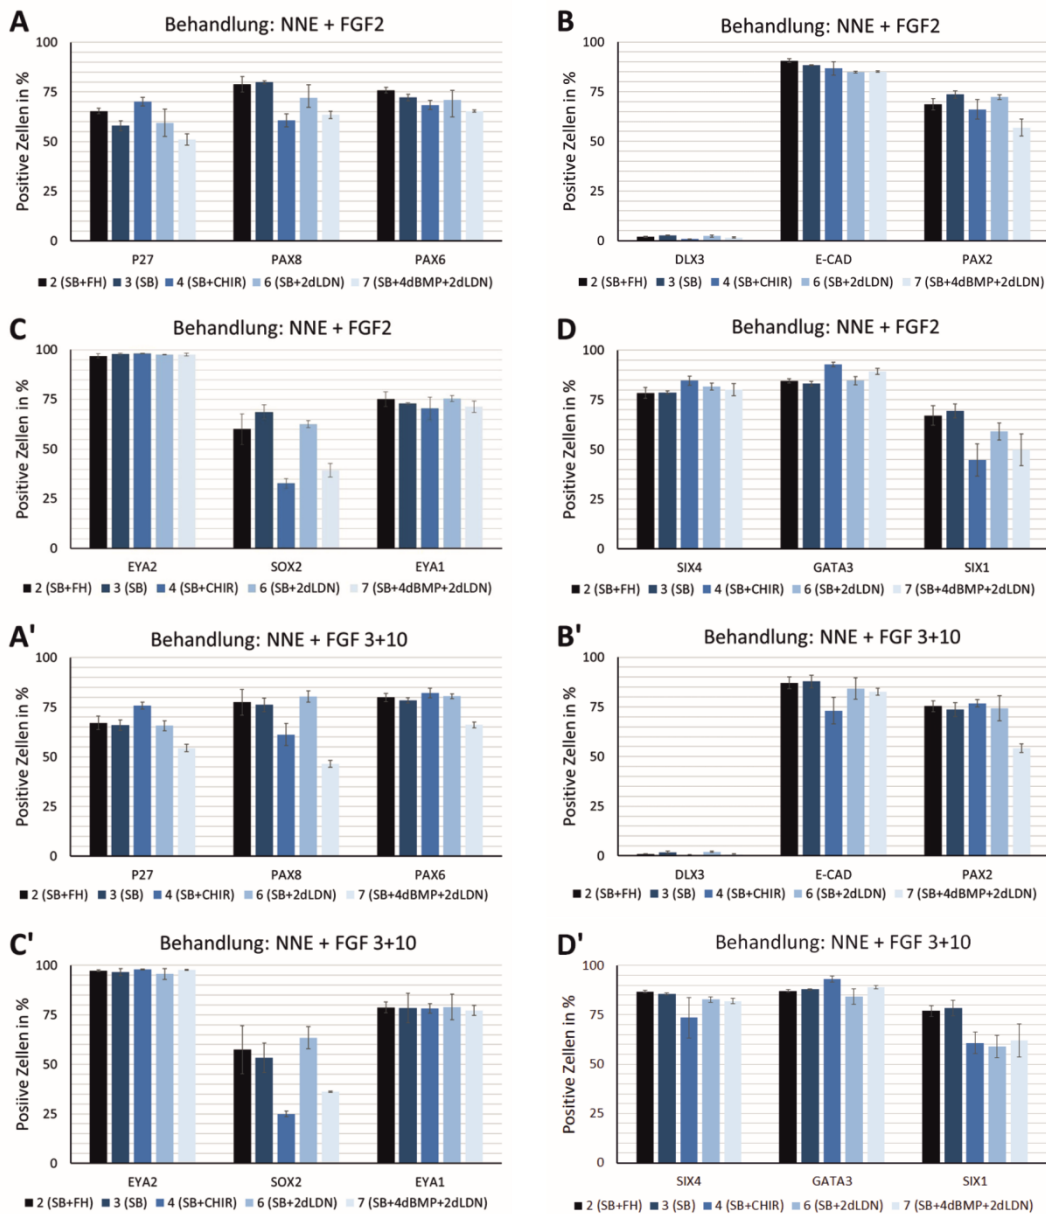 A
Behandlung: NNE + FGF2
Positive Zellen in %
100
75
50
25
0
P27 PAX8 PAX6
2 (SB+FH) 3 (SB) 4 (SB+CHIR) 6 (SB+2dLDN) 7 (SB+4dBMP+2dLDN)
B
Behandlung: NNE + FGF2
Positive Zellen in %
100
75
50
25
0
DLX3 E-CAD PAX2
2 (SB+FH) 3 (SB) 4 (SB+CHIR) 6 (SB+2dLDN) 7 (SB+4dBMP+2dLDN)
C
Behandlung: NNE + FGF2
Positive Zellen in %
100
75
50
25
0
EYA2 SOX2 EYA1
2 (SB+FH) 3 (SB) 4 (SB+CHIR) 6 (SB+2dLDN) 7 (SB+4dBMP+2dLDN)
D
Behandlug: NNE + FGF2
Positive Zellen in %
100
75
50
25
0
SIX4 GATA3 SIX1
2 (SB+FH) 3 (SB) 4 (SB+CHIR) 6 (SB+2dLDN) 7 (SB+4dBMP+2dLDN)
A'
Behandlung: NNE + FGF 3+10
Positive Zellen in %
100
75
50
25
0
P27 PAX8 PAX6
2 (SB+FH) 3 (SB) 4 (SB+CHIR) 6 (SB+2dLDN) 7 (SB+4dBMP+2dLDN)
B'
Behandlung: NNE + FGF 3+10
Positive Zellen in %
100
75
50
25
0
DLX3 E-CAD PAX2
2 (SB+FH) 3 (SB) 4 (SB+CHIR) 6 (SB+2dLDN) 7 (SB+4dBMP+2dLDN)
C'
Behandlung: NNE + FGF 3+10
Posiive Zellen in %
100
75
50
25
0
EYA2 SOX2 EYA1
2 (SB+FH) 3 (SB) 4 (SB+CHIR) 6 (SB+2dLDN) 7 (SB+4dBMP+2dLDN)
D'
Behandlung: NNE + FGF 3+10
Positive Zellen in %
100
75
50
25
0
SIX4 GATA3 SIX1
2 (SB+FH) 3 (SB) 4 (SB+CHIR) 6 (SB+2dLDN) 7 (SB+4dBMP+2dLDN)